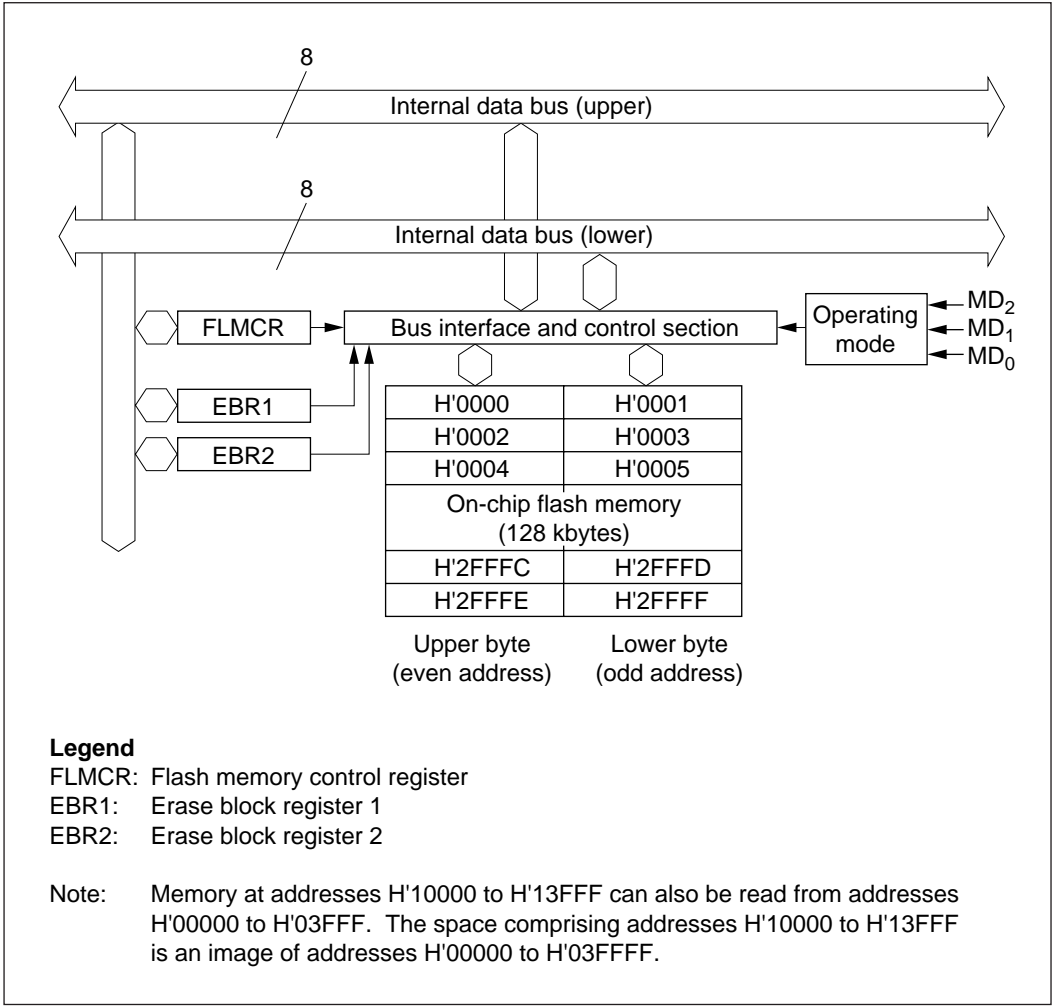 8
Internal data bus (upper)
8
Internal data bus (lower)
FLMCR
Bus interface and control section
Operating
mode
MD2
MD1
MD0
EBR1
EBR2
H'0000 H'0001
H'0002 H'0003
H'0004 H'0005
On-chip flash memory
(128 kbytes)
H'2FFFC H'2FFFD
H'2FFFE H'2FFFF
Upper byte
(even address)
Lower byte
(odd address)
Legend
FLMCR: Flash memory control register
EBR1: Erase block register 1
EBR2: Erase block register 2
Note: Memory at addresses H'10000 to H'13FFF can also be read from addresses
H'00000 to H'03FFF. The space comprising addresses H'10000 to H'13FFF
is an image of addresses H'00000 to H'03FFFF.